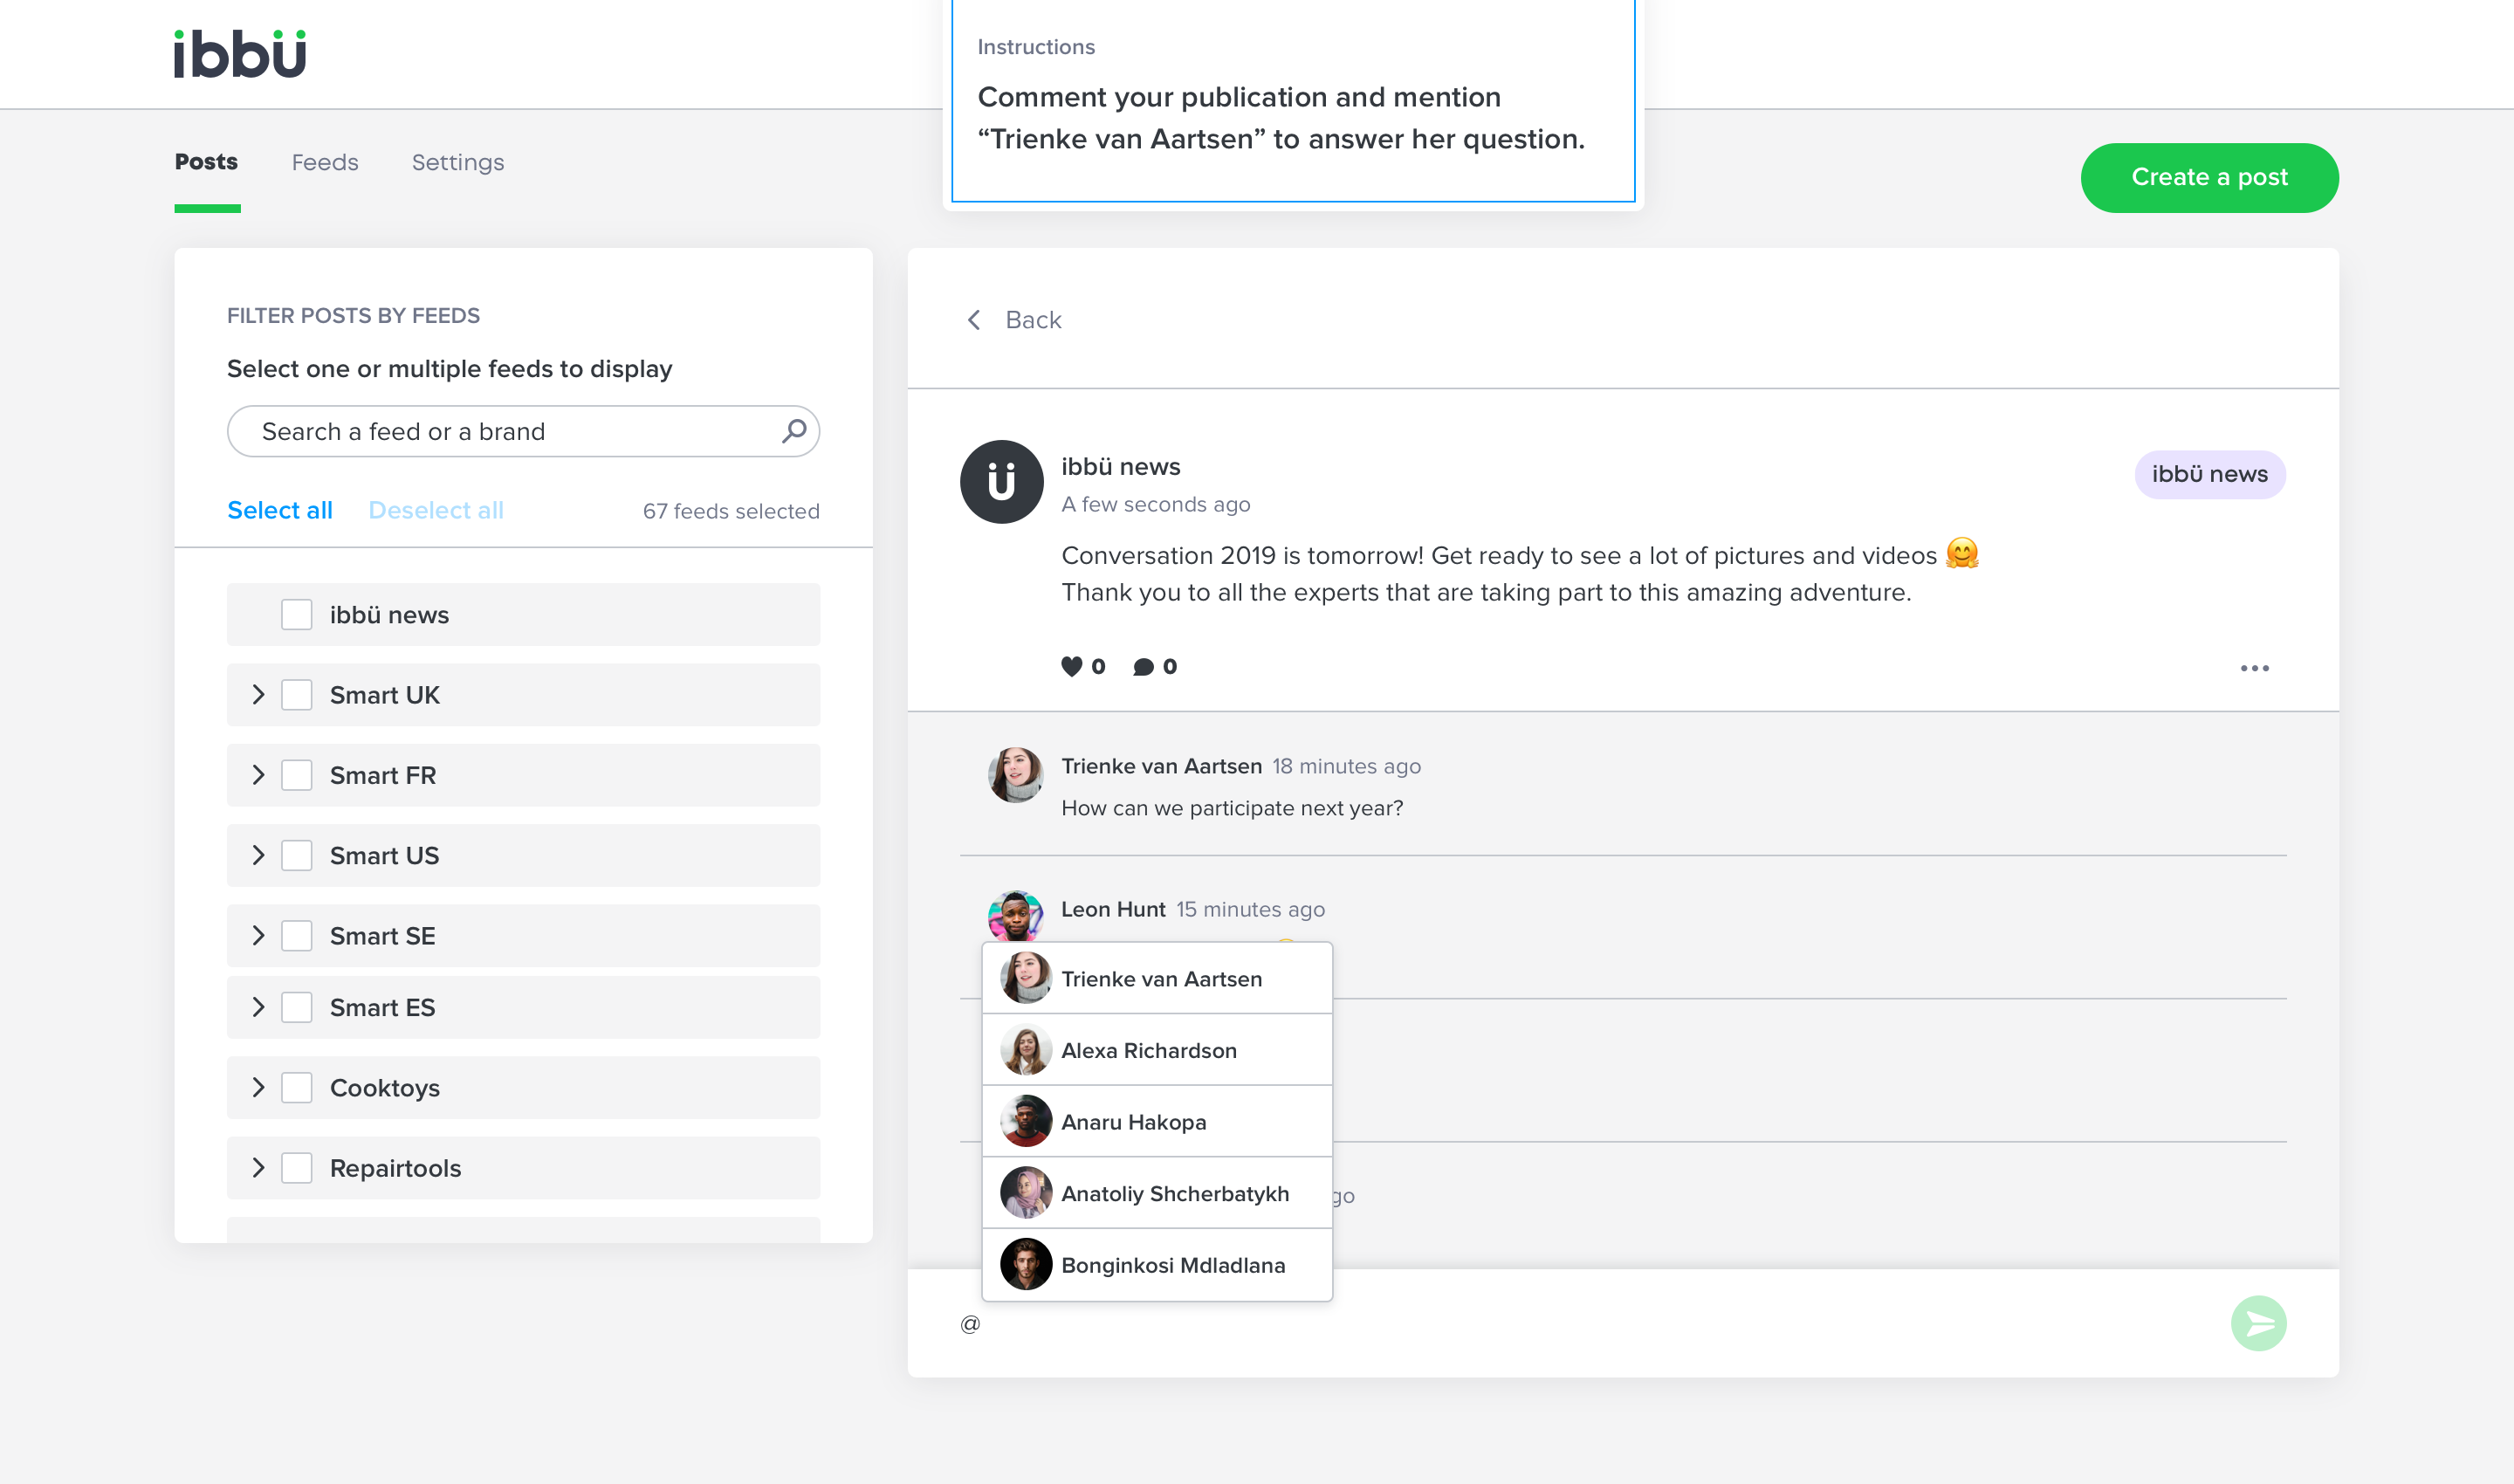 ibbü
Instructions
Comment your publication and mention
“Trienke van Aartsen” to answer her question.
Posts
Feeds
Settings
Create a post
FILTER POSTS BY FEEDS
Select one or multiple feeds to display
Search a feed or a brand
Select all
Deselect all
67 feeds selected
ibbü news
Smart UK
Smart FR
Smart US
Smart SE
Smart ES
Cooktoys
Repairtools
Back
ü
ibbü news
A few seconds ago
ibbü news
Conversation 2019 is tomorrow! Get ready to see a lot of pictures and videos 🤗
Thank you to all the experts that are taking part to this amazing adventure.
0
0
Trienke van Aartsen 18 minutes ago
How can we participate next year?
Leon Hunt 15 minutes ago
Trienke van Aartsen
Alexa Richardson
Anaru Hakopa
Anatoliy Shcherbatykh
Bonginkosi Mdladlana
@